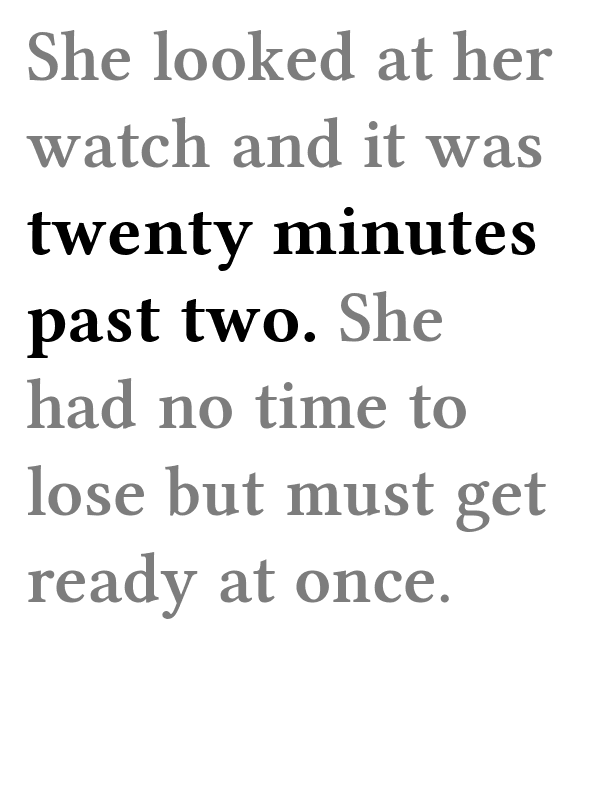 She looked at her
watch and it was
twenty minutes
past two. She
had no time to
lose but must get
ready at once.